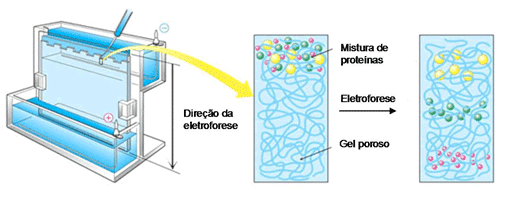 Direção da
eletroforese
Mistura de
proteínas
Eletroforese
Gel poroso